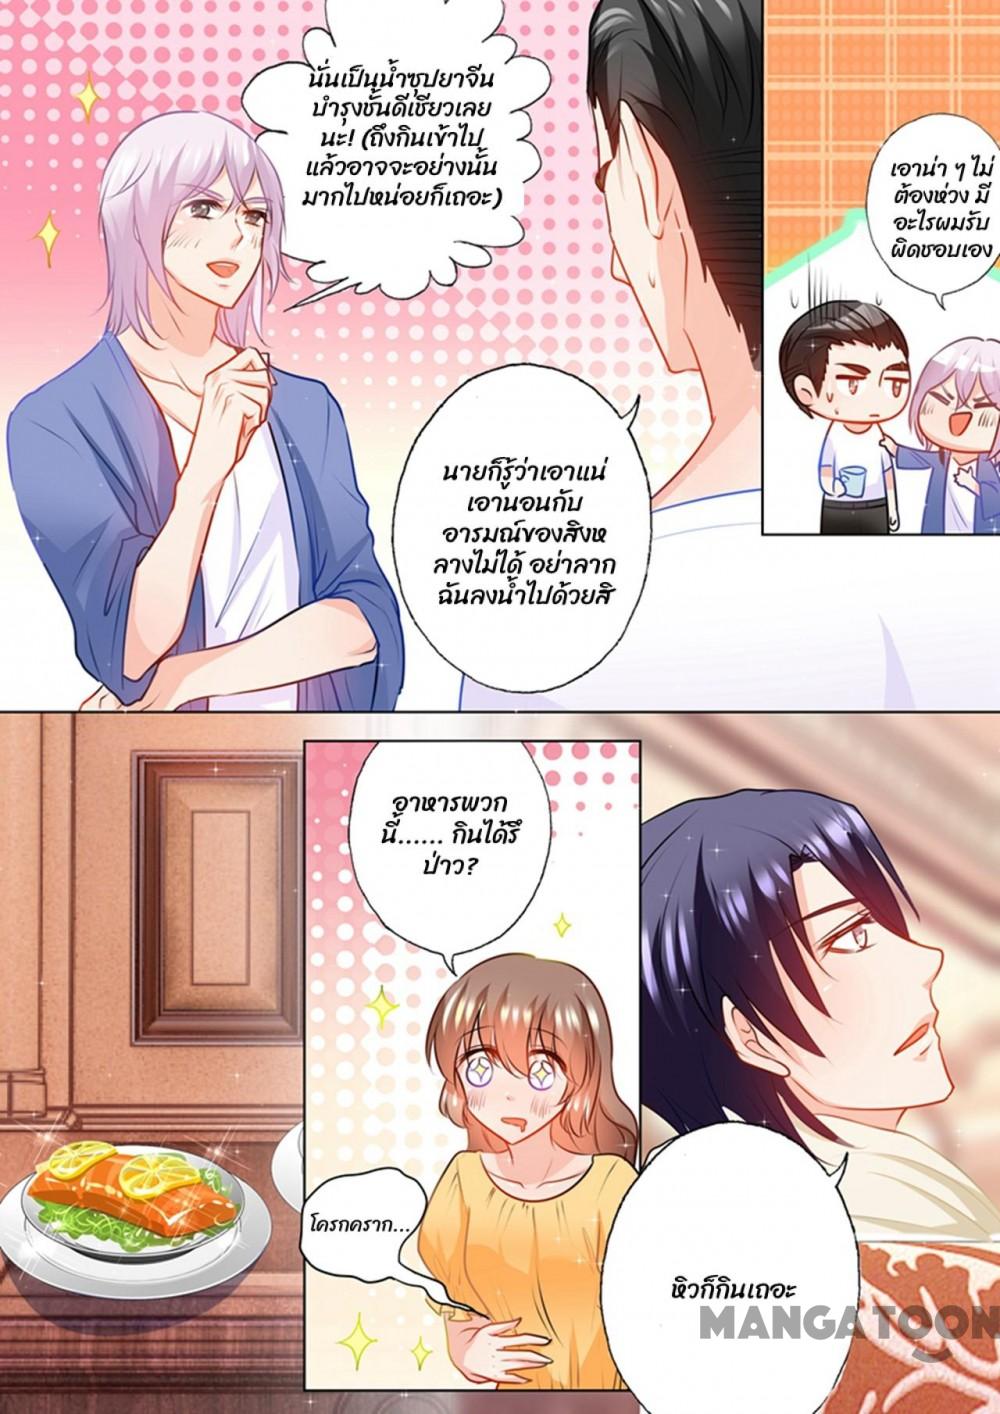 นั่นเป็นน้ำซุปยาจีน
บำรุงชั้นดีเชียวเลย
นะ! (ถึงกินเข้าไป
แล้วอาจจะอย่างนั้น
มากไปหน่อยก็เถอะ)
เอาน่า ๆ ไม่
ต้องห่วง มี
อะไรผมรับ
ผิดชอบเอง
นายก็รู้ว่าเอาแน่
เอานอนกับ
อารมณ์ของสิงห
ลางไม่ได้ อย่าลาก
ฉันลงน้ำไปด้วยสิ
อาหารพวก
นี้...... กินได้รึ
ป่าว?
โครกคราก...
หิวก็กินเถอะ
MANGATOON